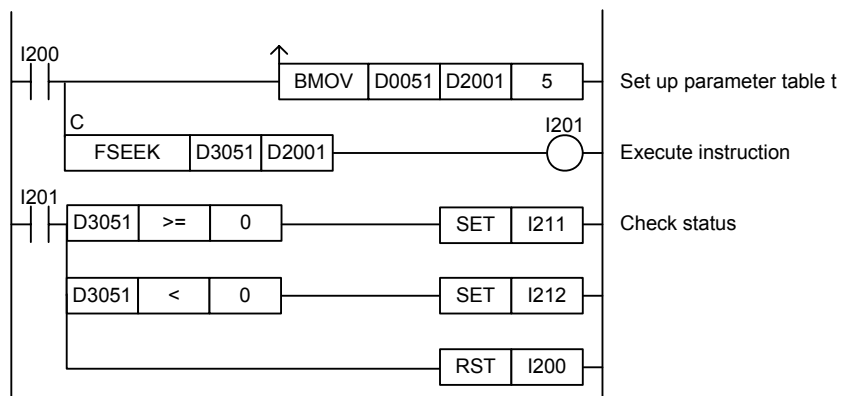 I200
BMOV D0051 D2001 5 Set up parameter table t
C I201
FSEEK D3051 D2001 Execute instruction
I201
D3051 >= 0 SET I211 Check status
D3051 < 0 SET I212
RST I200